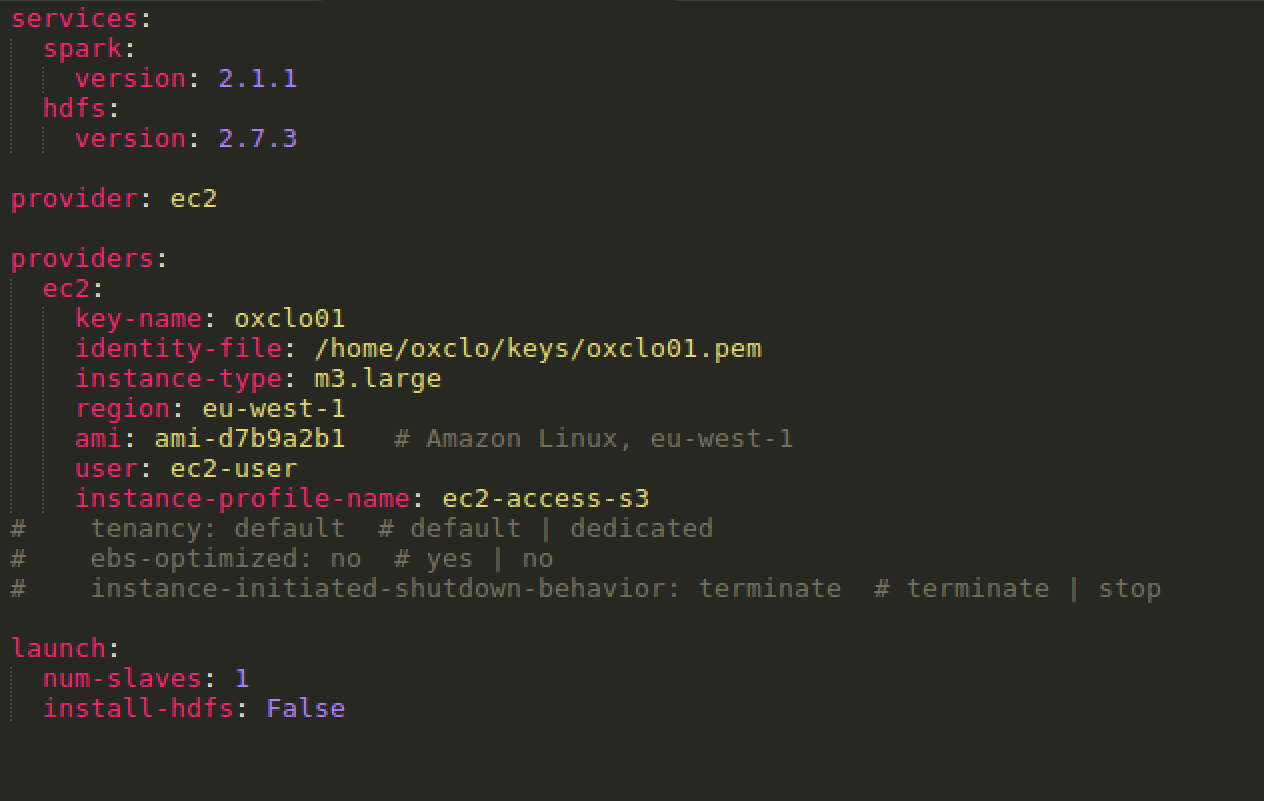 services:
  spark:
    version: 2.1.1
  hdfs:
    version: 2.7.3
provider: ec2
providers:
  ec2:
    key-name: oxclo01
    identity-file: /home/oxclo/keys/oxclo01.pem
    instance-type: m3.large
    region: eu-west-1
    ami: ami-d7b9a2b1   # Amazon Linux, eu-west-1
    user: ec2-user
    instance-profile-name: ec2-access-s3
#    tenancy: default  # default | dedicated
#    ebs-optimized: no  # yes | no
#    instance-initiated-shutdown-behavior: terminate  # terminate | stop
launch:
  num-slaves: 1
  install-hdfs: False